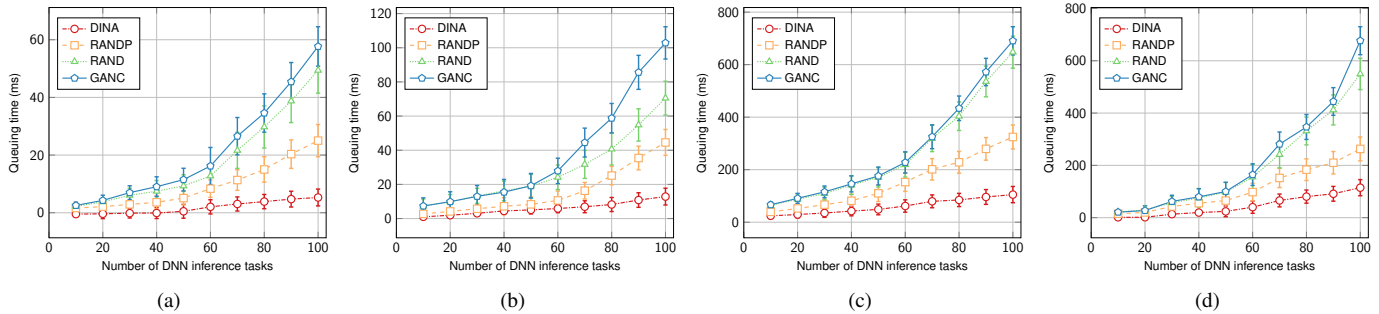 60
40
20
0
0
20
40
60
80
100
Queuing time (ms)
Number of DNN inference tasks
DINA
RANDP
RAND
GANC
(a)
120
100
80
60
40
20
0
0
20
40
60
80
100
Queuing time (ms)
Number of DNN inference tasks
DINA
RANDP
RAND
GANC
(b)
800
600
400
200
0
0
20
40
60
80
100
Queuing time (ms)
Number of DNN inference tasks
DINA
RANDP
RAND
GANC
(c)
800
600
400
200
0
0
20
40
60
80
100
Queuing time (ms)
Number of DNN inference tasks
DINA
RANDP
RAND
GANC
(d)